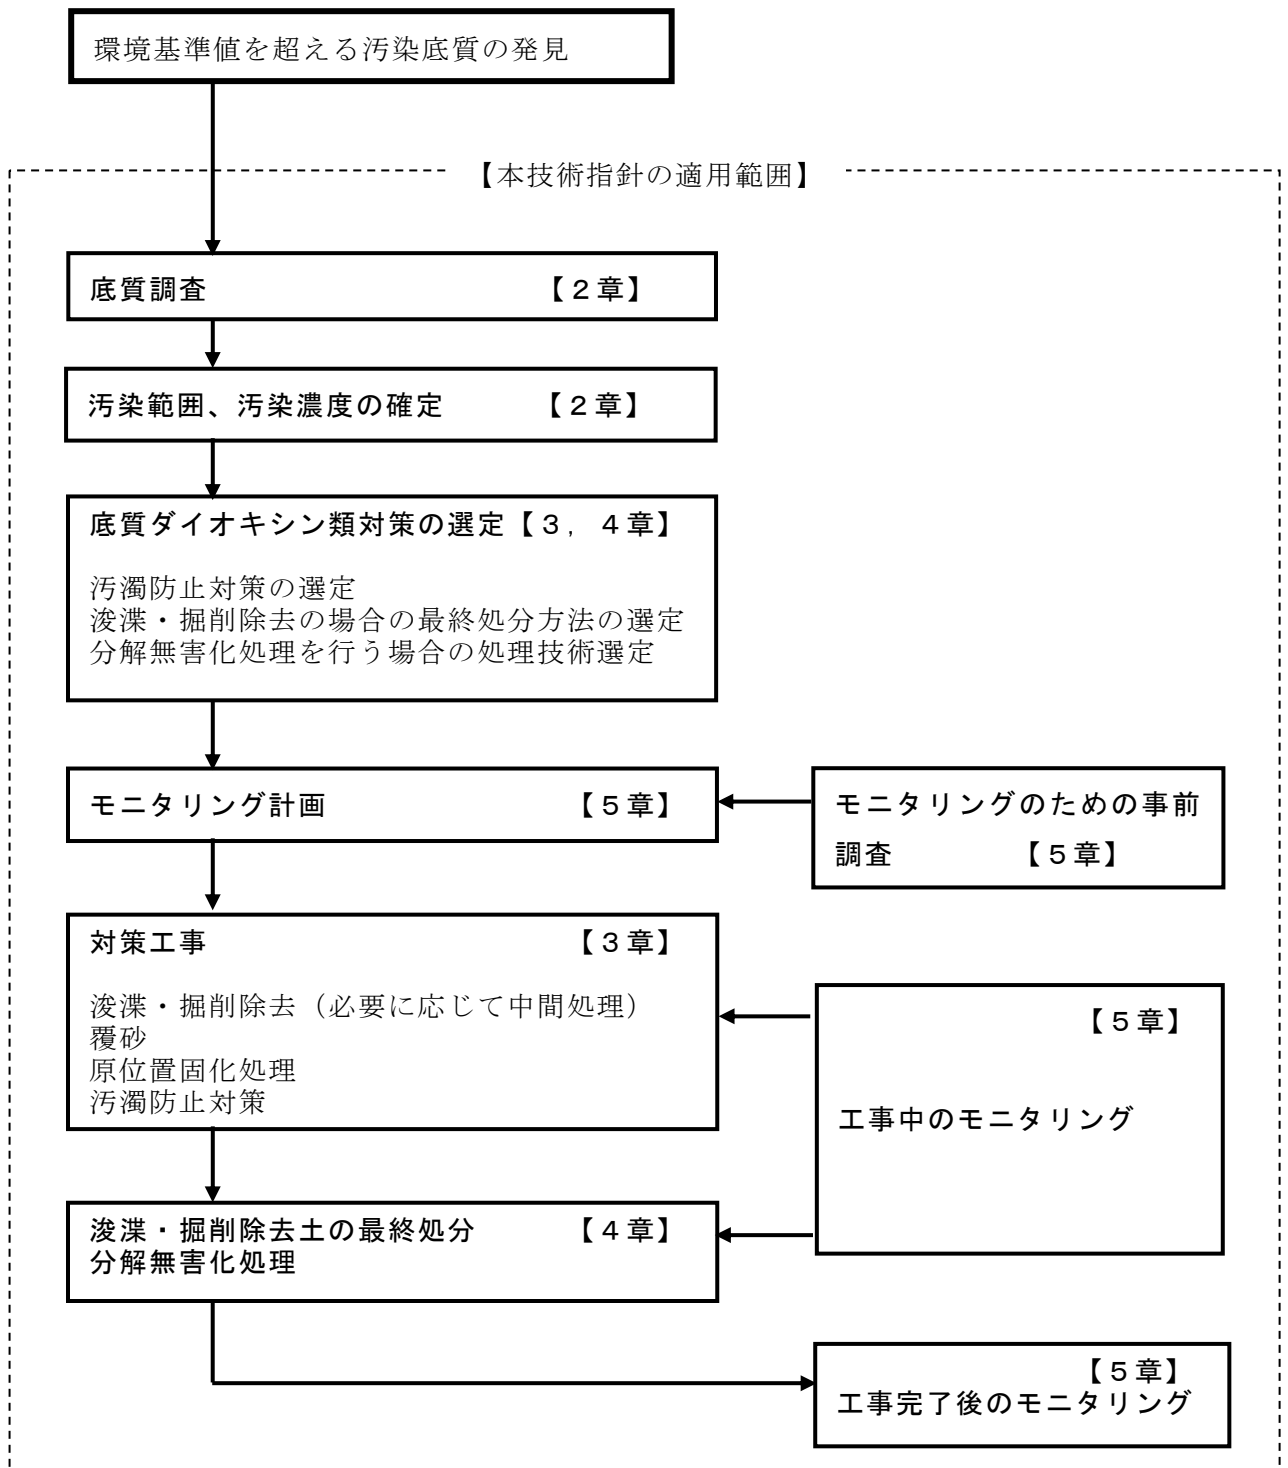 環境基準値を超える汚染底質の発見
【本技術指針の適用範囲】
底質調査 【２章】
汚染範囲、汚染濃度の確定 【２章】
底質ダイオキシン類対策の選定【３，４章】
汚濁防止対策の選定
浚渫・掘削除去の場合の最終処分方法の選定
分解無害化処理を行う場合の処理技術選定
モニタリング計画 【５章】
モニタリングのための事前
調査 【５章】
対策工事 【３章】
浚渫・掘削除去（必要に応じて中間処理）
覆砂
原位置固化処理
汚濁防止対策
【５章】
工事中のモニタリング
浚渫・掘削除去土の最終処分 【４章】
分解無害化処理
【５章】
工事完了後のモニタリング